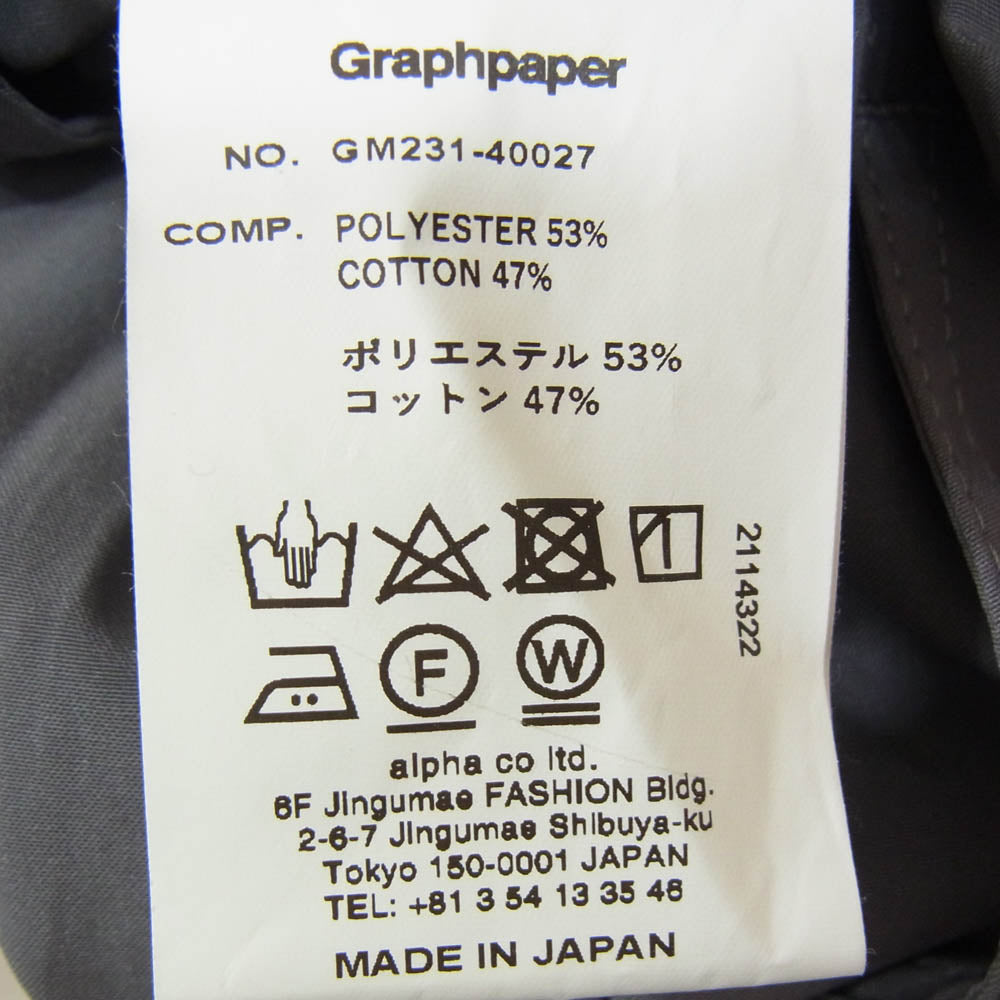 Graphpaper
NO. GM231-40027
COMP. POLYESTER 53%
COTTON 47%
ポリエステル 53%
コットン 47%
2114322
F W
alpha co ltd.
6F Jingumae FASHION Bldg.
2-6-7 Jingumae Shibuya-ku
Tokyo 150-0001 JAPAN
TEL: +81 3 54 13 35 46
MADE IN JAPAN